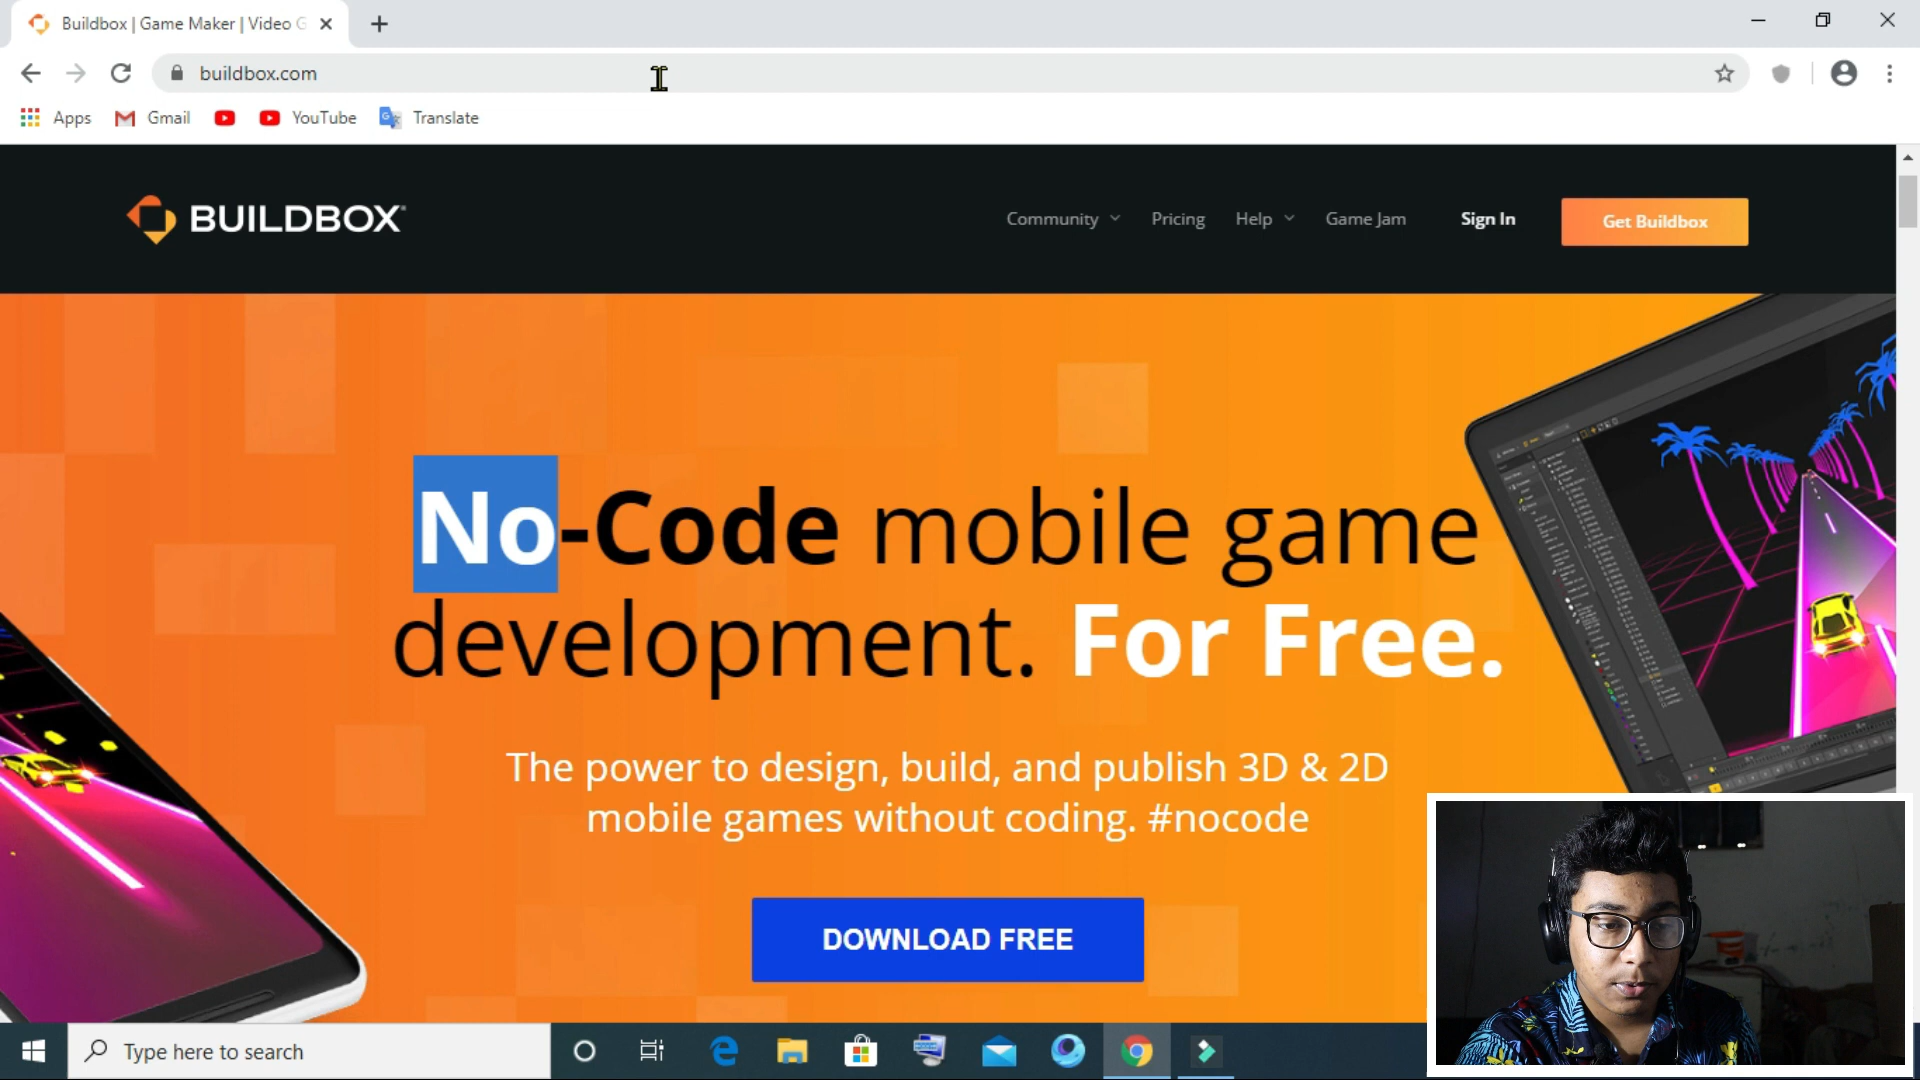 Buildbox | Game Maker | Video G
buildbox.com
Apps Gmail YouTube Translate
BUILDBOX Community Pricing Help Game Jam Sign In Get Buildbox
No-Code mobile game
development. For Free.
The power to design, build, and publish 3D & 2D
mobile games without coding. #nocode
DOWNLOAD FREE
Type here to search